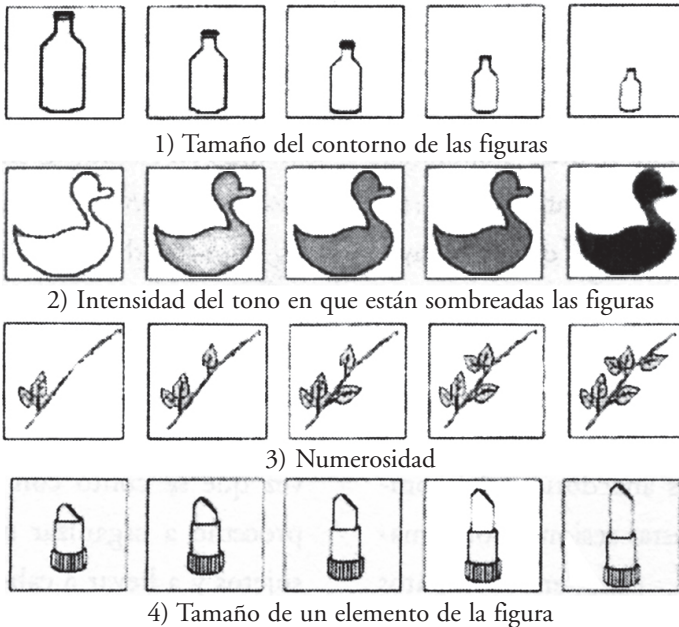 1) Tamaño del contorno de las figuras
2) Intensidad del tono en que están sombreadas las figuras
3) Numerosidad
4) Tamaño de un elemento de la figura